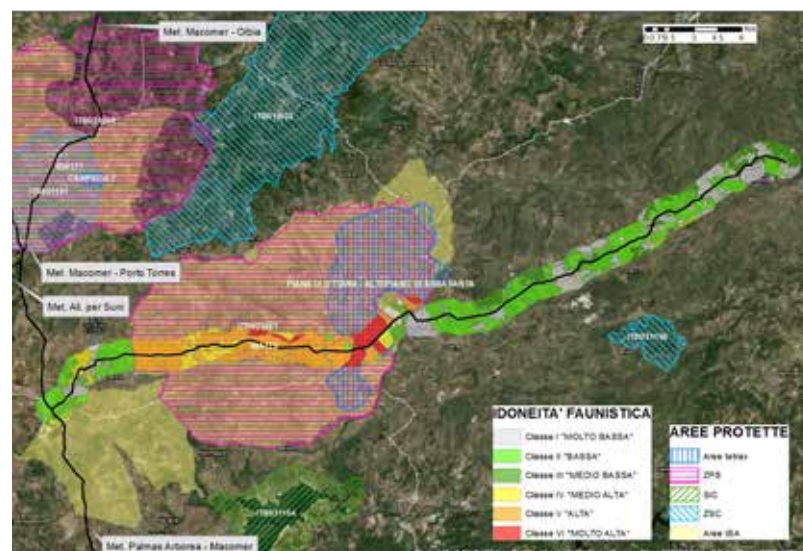 Met. Macomer - Olbia
Met. Macomer - Porto Torres
Met. All. per Suni
PIANA DI OTTANA - ALTOPIANO DI ABBASANTA
Met. Palmas Arborea - Macomer
IDONEITA' FAUNISTICA
Classe I "MOLTO BASSA"
Classe II "BASSA"
Classe III "MEDIO BASSA"
Classe IV "MEDIO ALTA"
Classe V "ALTA"
Classe VI "MOLTO ALTA"
AREE PROTETTE
Aree tetrax
ZPS
SIC
ZSC
Aree IBA